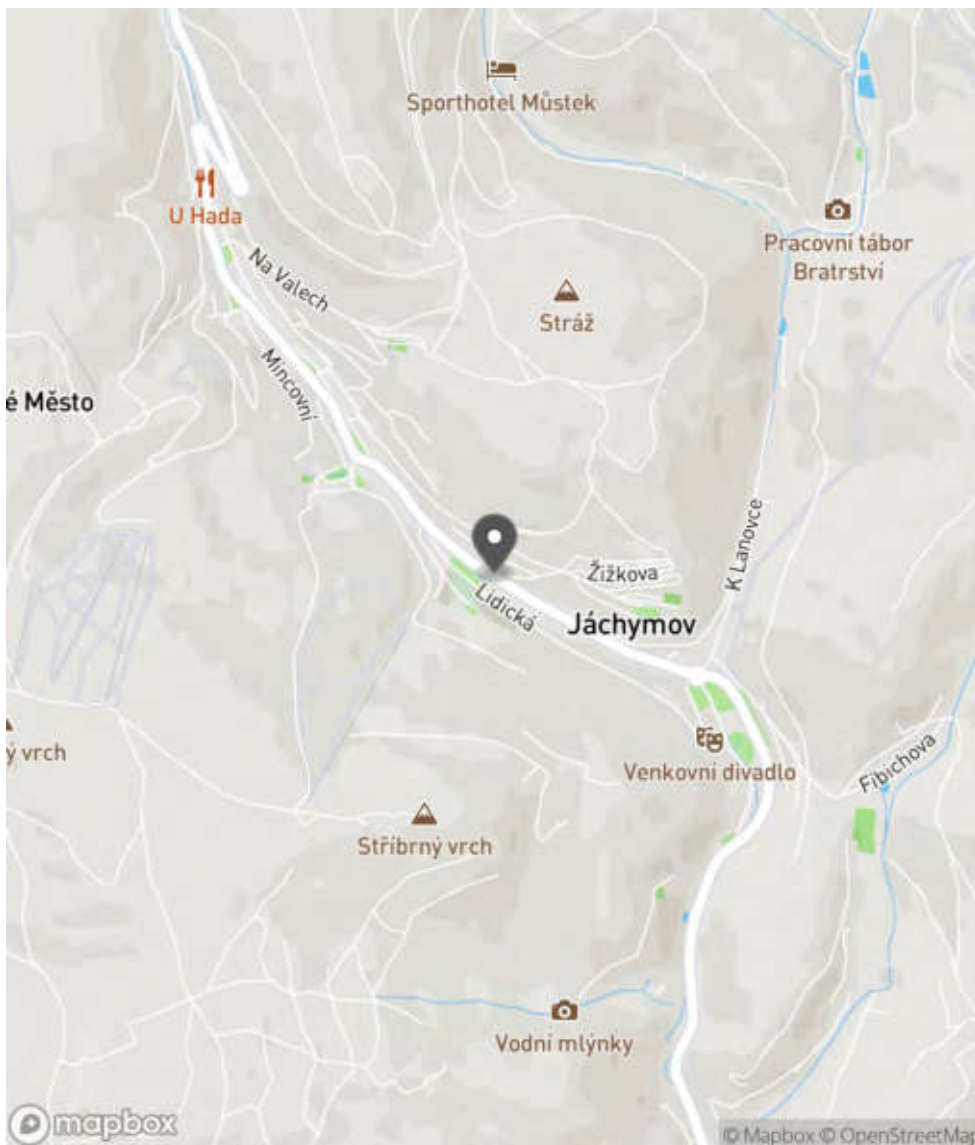 Sporthotel Můstek
U Hada
Pracovní tábor
Bratrství
Na Valech
Stráž
Mincovní
é Město
K Lanovce
Žižkova
Lidická
Jáchymov
ý vrch
Venkovní divadlo
Fibichova
Stříbrný vrch
Vodní mlýnky
mapbox
© Mapbox © OpenStreetMap